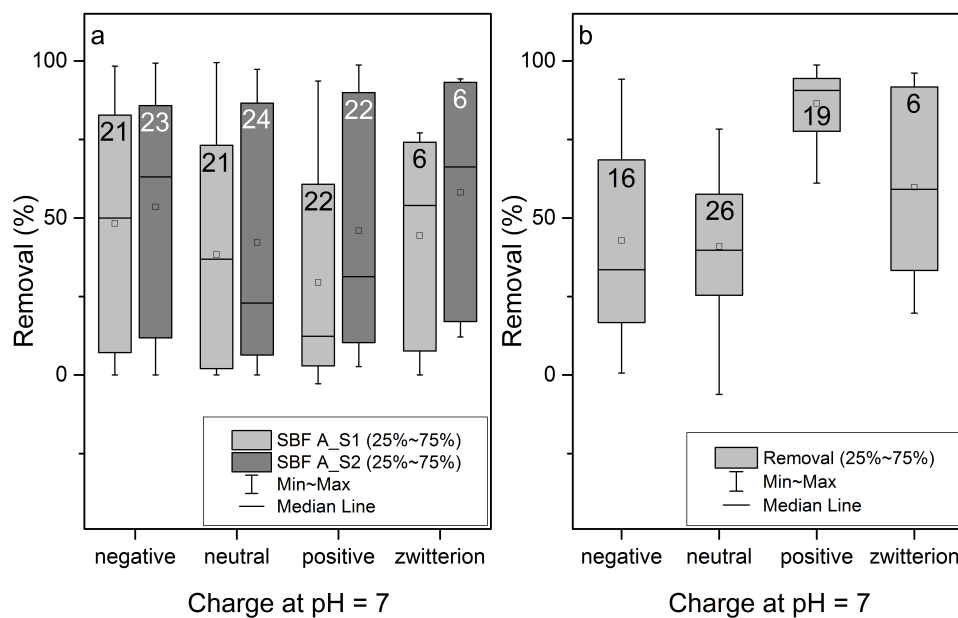 a
Removal (%)
100
50
0
21
23
21
24
22
22
6
6
SBF A_S1 (25%~75%)
SBF A_S2 (25%~75%)
Min~Max
Median Line
negative
neutral
positive
zwitterion
Charge at pH = 7
b
Removal (%)
100
50
0
16
26
19
6
Removal (25%~75%)
Min~Max
Median Line
negative
neutral
positive
zwitterion
Charge at pH = 7